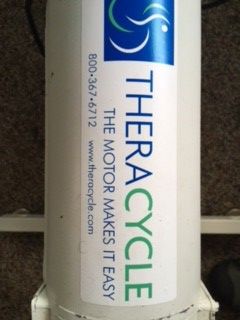 THERACYCLE
THE MOTOR MAKES IT EASY
800·367·6712 www.theracycle.com